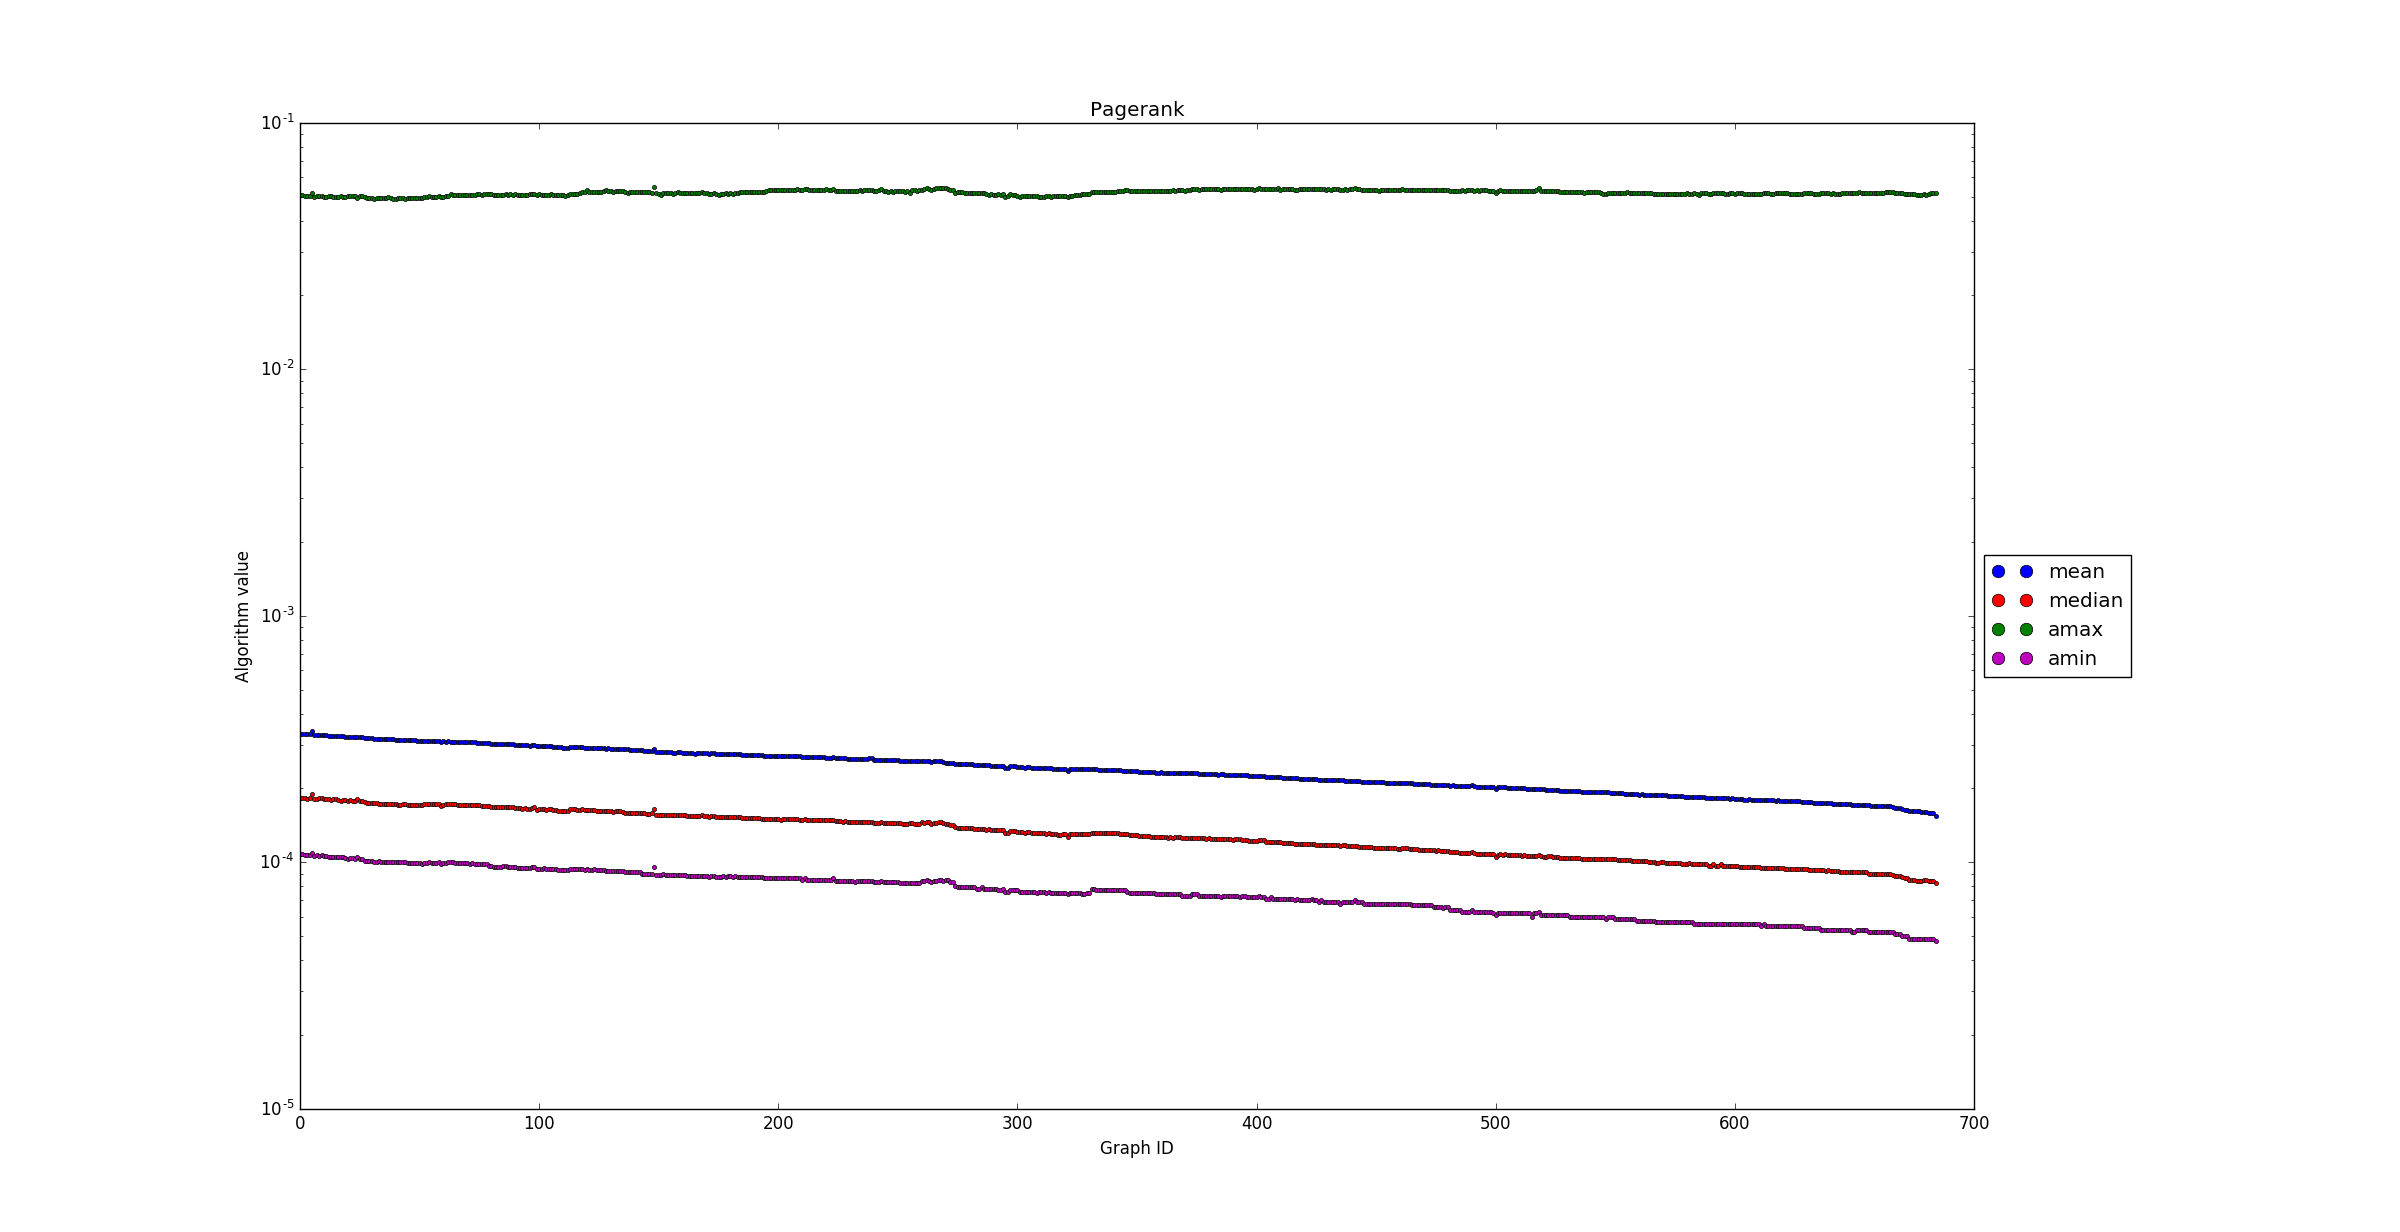 Pagerank
10^-1
10^-2
10^-3
10^-4
10^-5
Algorithm value
0 100 200 300 400 500 600 700
Graph ID
mean
median
amax
amin